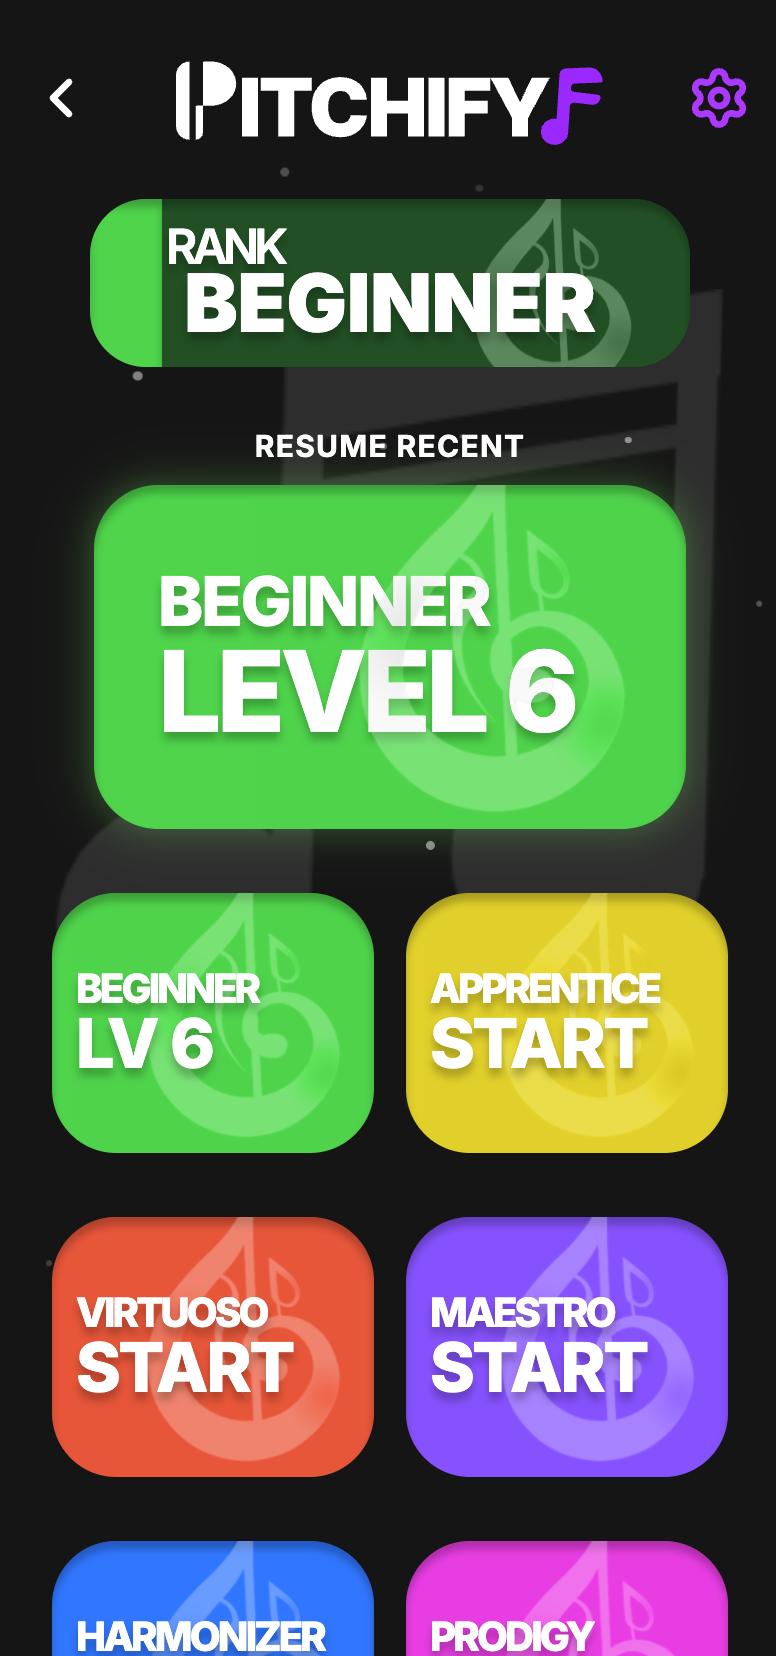 PITCHIFY
RANK
BEGINNER
RESUME RECENT
BEGINNER
LEVEL 6
BEGINNER
LV 6
APPRENTICE
START
VIRTUOSO
START
MAESTRO
START
HARMONIZER
PRODIGY